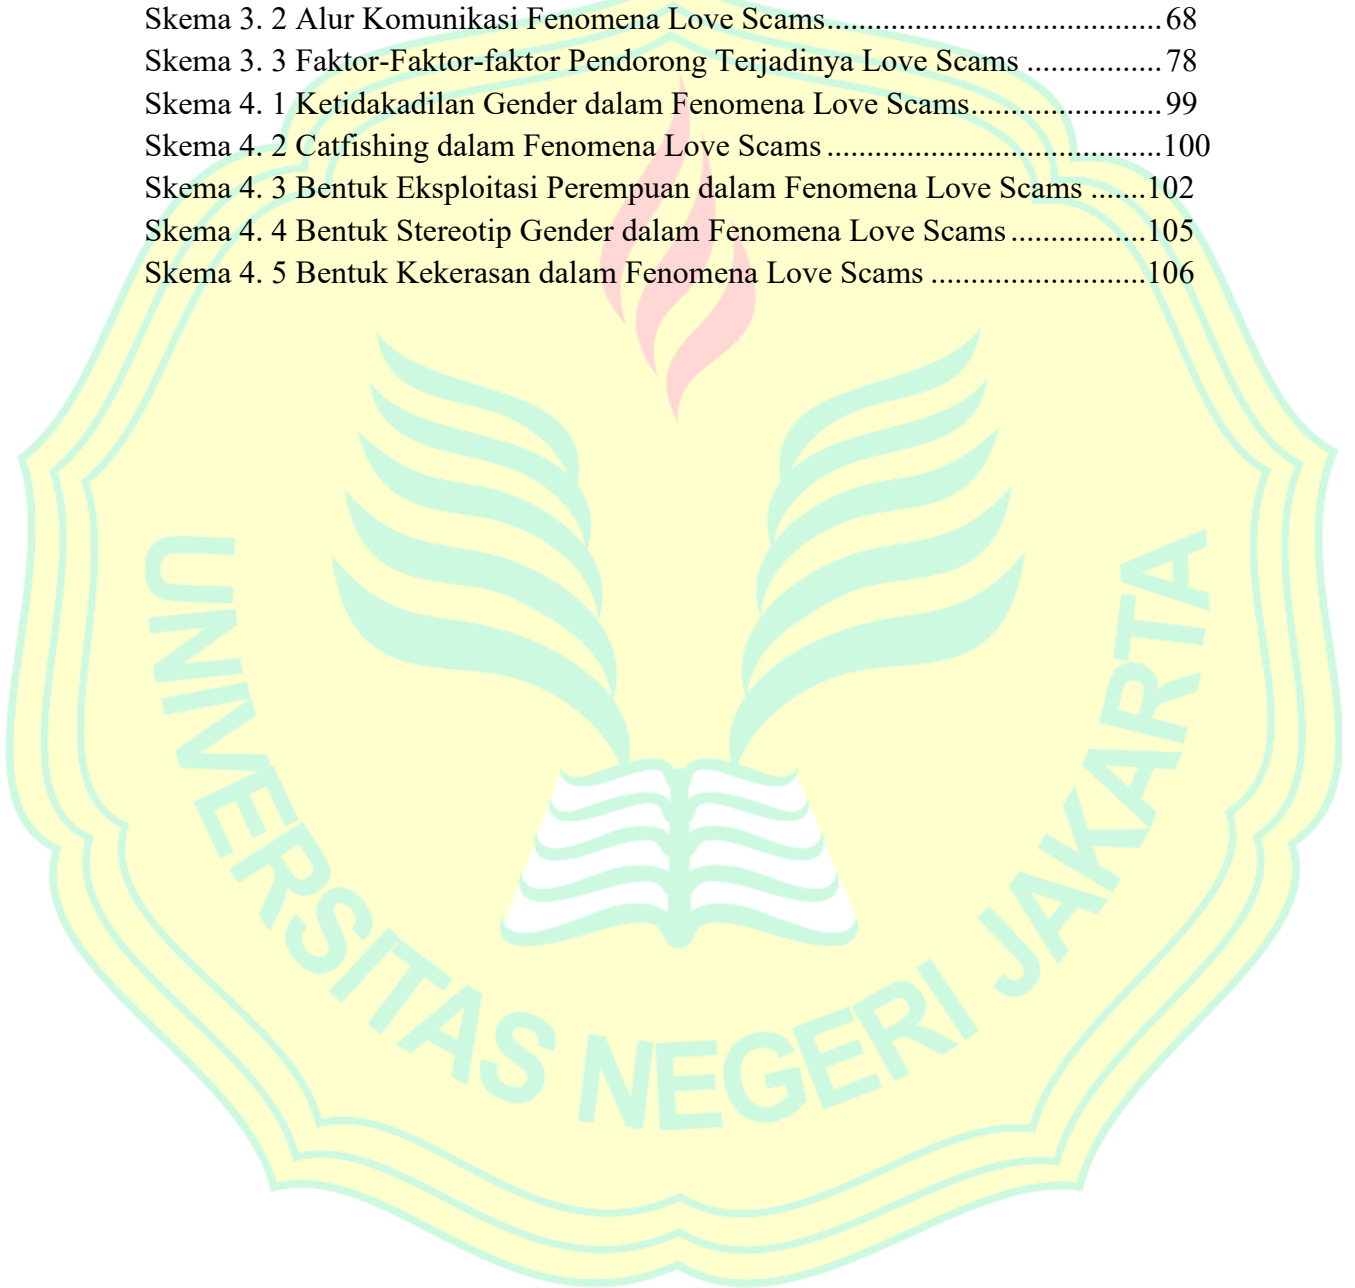 Skema 3. 2 Alur Komunikasi Fenomena Love Scams..........................................68
Skema 3. 3 Faktor-Faktor-faktor Pendorong Terjadinya Love Scams .................78
Skema 4. 1 Ketidakadilan Gender dalam Fenomena Love Scams........................99
Skema 4. 2 Catfishing dalam Fenomena Love Scams ..........................................100
Skema 4. 3 Bentuk Eksploitasi Perempuan dalam Fenomena Love Scams .......102
Skema 4. 4 Bentuk Stereotip Gender dalam Fenomena Love Scams.................105
Skema 4. 5 Bentuk Kekerasan dalam Fenomena Love Scams ...........................106
UNIVERSITAS NEGERI JAKARTA